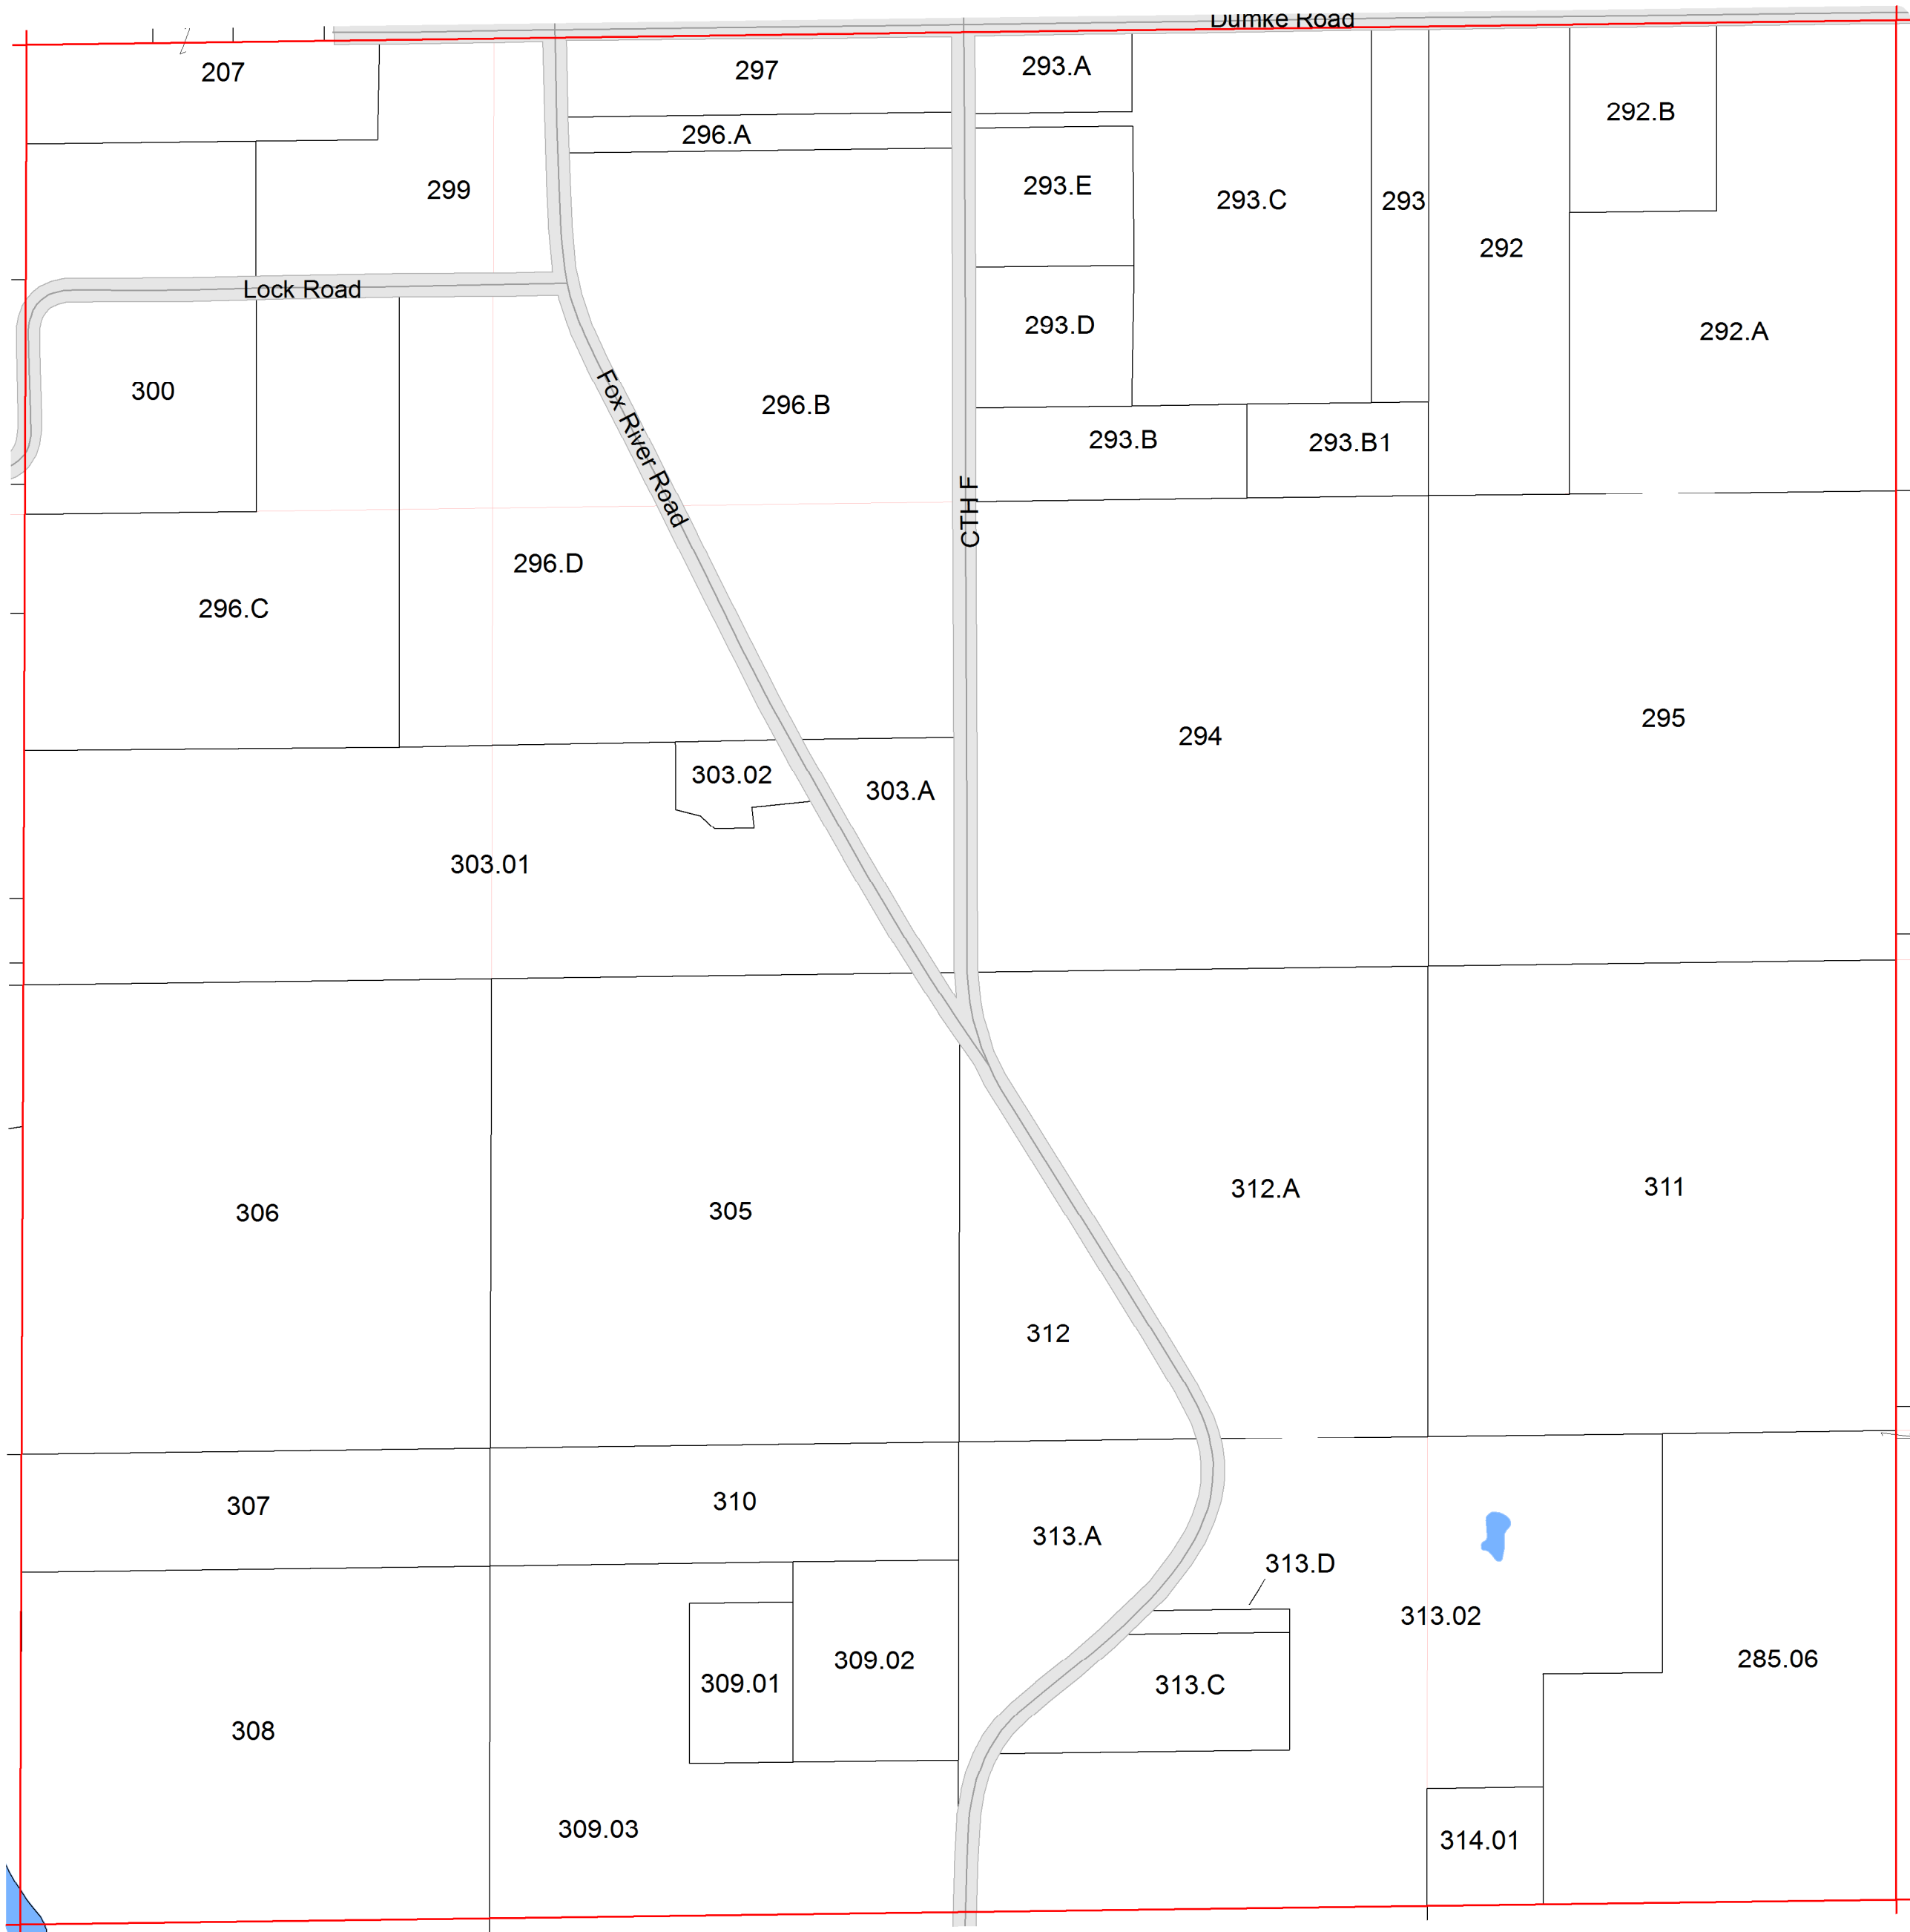 Dumke Road
207
297
293.A
292.B
296.A
299
293.E
293.C
293
292
Lock Road
293.D
292.A
300
Fox River Road
296.B
293.B
293.B1
CTH F
296.D
296.C
294
295
303.02
303.A
303.01
306
305
312.A
311
312
307
310
313.A
313.D
313.02
309.01
309.02
313.C
285.06
308
309.03
314.01